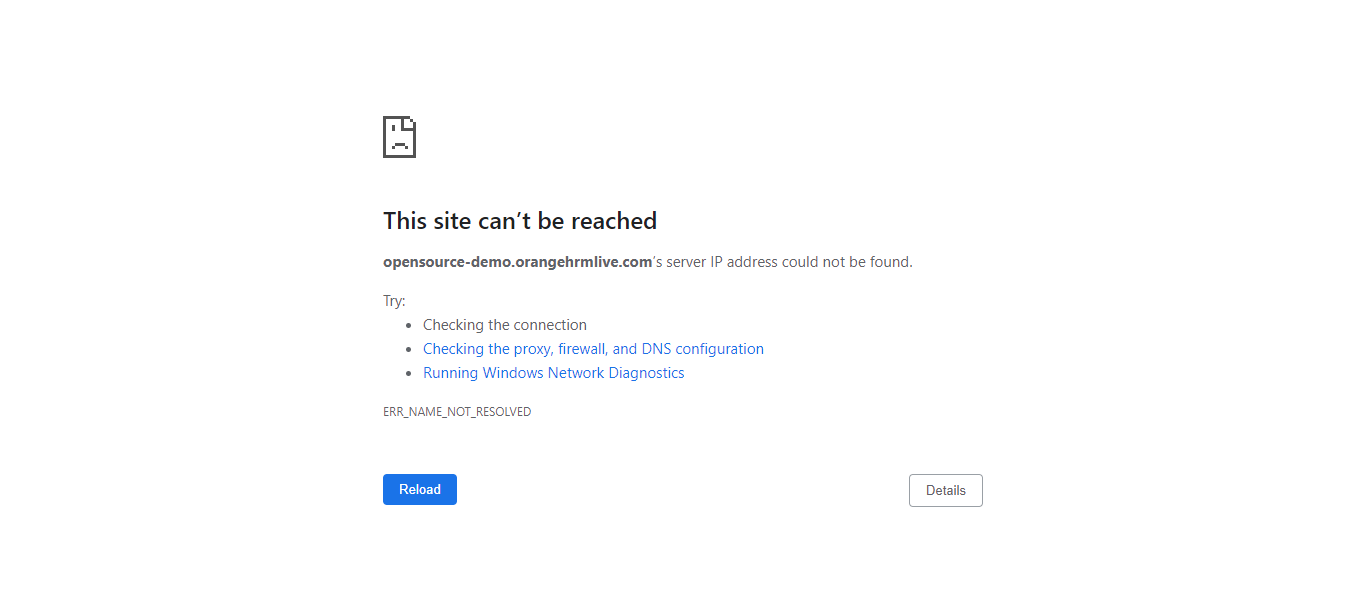 This site can’t be reached
opensource-demo.orangehrmlive.com’s server IP address could not be found.
Try:
• Checking the connection
• Checking the proxy, firewall, and DNS configuration
• Running Windows Network Diagnostics
ERR_NAME_NOT_RESOLVED
Reload
Details